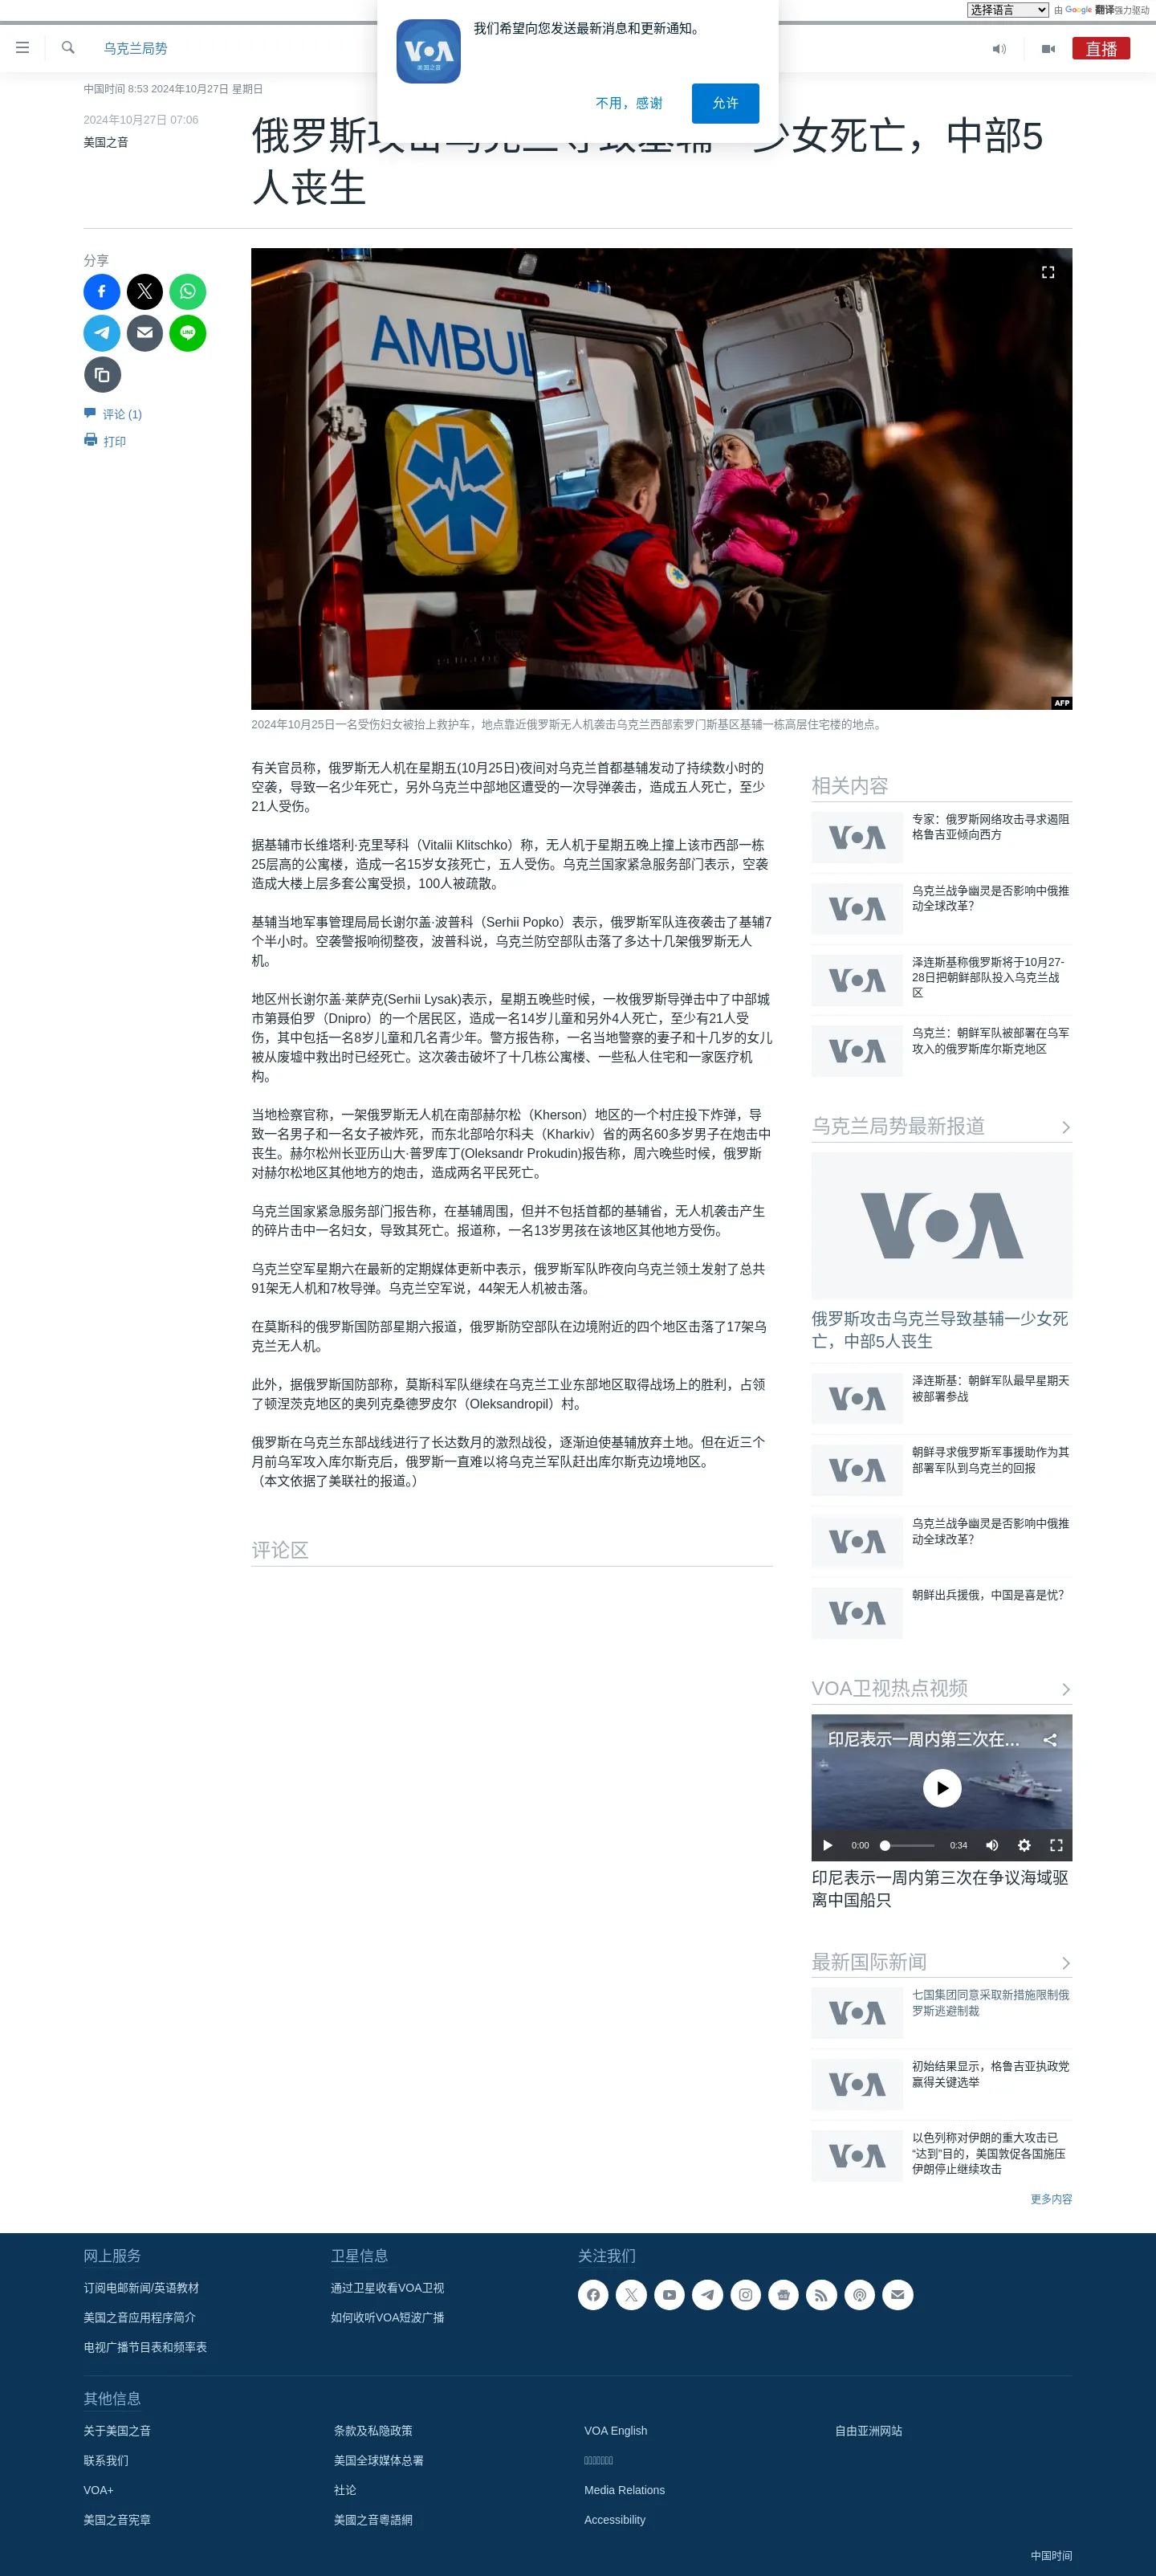 选择语言
由 Google 翻译强力驱动
我们希望向您发送最新消息和更新通知。
不用，感谢
允许
VOA
美国之音
乌克兰局势
直播
中国时间 8:53 2024年10月27日 星期日
2024年10月27日 07:06
美国之音
少女死亡，中部5
人丧生
分享
LINE
评论 (1)
打印
AMBUL
AFP
2024年10月25日一名受伤妇女被抬上救护车，地点靠近俄罗斯无人机袭击乌克兰西部索罗门斯基区基辅一栋高层住宅楼的地点。
有关官员称，俄罗斯无人机在星期五(10月25日)夜间对乌克兰首都基辅发动了持续数小时的
空袭，导致一名少年死亡，另外乌克兰中部地区遭受的一次导弹袭击，造成五人死亡，至少
21人受伤。
据基辅市长维塔利·克里琴科（Vitalii Klitschko）称，无人机于星期五晚上撞上该市西部一栋
25层高的公寓楼，造成一名15岁女孩死亡，五人受伤。乌克兰国家紧急服务部门表示，空袭
造成大楼上层多套公寓受损，100人被疏散。
基辅当地军事管理局局长谢尔盖·波普科（Serhii Popko）表示，俄罗斯军队连夜袭击了基辅7
个半小时。空袭警报响彻整夜，波普科说，乌克兰防空部队击落了多达十几架俄罗斯无人
机。
地区州长谢尔盖·莱萨克(Serhii Lysak)表示，星期五晚些时候，一枚俄罗斯导弹击中了中部城
市第聂伯罗（Dnipro）的一个居民区，造成一名14岁儿童和另外4人死亡，至少有21人受
伤，其中包括一名8岁儿童和几名青少年。警方报告称，一名当地警察的妻子和十几岁的女儿
被从废墟中救出时已经死亡。这次袭击破坏了十几栋公寓楼、一些私人住宅和一家医疗机
构。
当地检察官称，一架俄罗斯无人机在南部赫尔松（Kherson）地区的一个村庄投下炸弹，导
致一名男子和一名女子被炸死，而东北部哈尔科夫（Kharkiv）省的两名60多岁男子在炮击中
丧生。赫尔松州长亚历山大·普罗库丁(Oleksandr Prokudin)报告称，周六晚些时候，俄罗斯
对赫尔松地区其他地方的炮击，造成两名平民死亡。
乌克兰国家紧急服务部门报告称，在基辅周围，但并不包括首都的基辅省，无人机袭击产生
的碎片击中一名妇女，导致其死亡。报道称，一名13岁男孩在该地区其他地方受伤。
乌克兰空军星期六在最新的定期媒体更新中表示，俄罗斯军队昨夜向乌克兰领土发射了总共
91架无人机和7枚导弹。乌克兰空军说，44架无人机被击落。
在莫斯科的俄罗斯国防部星期六报道，俄罗斯防空部队在边境附近的四个地区击落了17架乌
克兰无人机。
此外，据俄罗斯国防部称，莫斯科军队继续在乌克兰工业东部地区取得战场上的胜利，占领
了顿涅茨克地区的奥列克桑德罗皮尔（Oleksandropil）村。
俄罗斯在乌克兰东部战线进行了长达数月的激烈战役，逐渐迫使基辅放弃土地。但在近三个
月前乌军攻入库尔斯克后，俄罗斯一直难以将乌克兰军队赶出库尔斯克边境地区。
（本文依据了美联社的报道。）
评论区
相关内容
VOA
专家：俄罗斯网络攻击寻求遏阻
格鲁吉亚倾向西方
VOA
乌克兰战争幽灵是否影响中俄推
动全球改革？
VOA
泽连斯基称俄罗斯将于10月27-
28日把朝鲜部队投入乌克兰战
区
VOA
乌克兰：朝鲜军队被部署在乌军
攻入的俄罗斯库尔斯克地区
乌克兰局势最新报道
VOA
俄罗斯攻击乌克兰导致基辅一少女死
亡，中部5人丧生
VOA
泽连斯基：朝鲜军队最早星期天
被部署参战
VOA
朝鲜寻求俄罗斯军事援助作为其
部署军队到乌克兰的回报
VOA
乌克兰战争幽灵是否影响中俄推
动全球改革？
VOA
朝鲜出兵援俄，中国是喜是忧？
VOA卫视热点视频
印尼表示一周内第三次在...
0:00
0:34
印尼表示一周内第三次在争议海域驱
离中国船只
最新国际新闻
VOA
七国集团同意采取新措施限制俄
罗斯逃避制裁
VOA
初始结果显示，格鲁吉亚执政党
赢得关键选举
VOA
以色列称对伊朗的重大攻击已
“达到”目的，美国敦促各国施压
伊朗停止继续攻击
更多内容
网上服务
订阅电邮新闻/英语教材
美国之音应用程序简介
电视广播节目表和频率表
卫星信息
通过卫星收看VOA卫视
如何收听VOA短波广播
关注我们
其他信息
关于美国之音
联系我们
VOA+
美国之音宪章
条款及私隐政策
美国全球媒体总署
社论
美國之音粵語網
VOA English
Media Relations
Accessibility
自由亚洲网站
中国时间